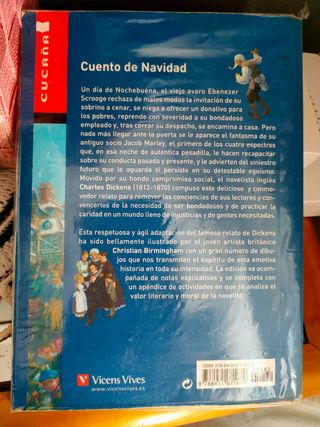 CUCAÑA
Cuento de Navidad
Un día de Nochebuena, el viejo avaro Ebenezer
Scrooge rechaza de malos modos la invitación de su
sobrino a cenar, se niega a ofrecer un donativo para
los pobres, reprende con severidad a su bondadoso
empleado y, tras cerrar su despacho, se encamina a casa. Pero
nada más llegar ante la puerta se le aparece el fantasma de su
antiguo socio Jacob Marley, el primero de los cuatro espectros
que, en esa noche de auténtica pesadilla, le hacen recapacitar
sobre su conducta pasada y presente, y le advierten del siniestro
futuro que le aguarda si persiste en su detestable egoísmo.
Movido por su hondo compromiso social, el novelista inglés
Charles Dickens (1812-1870) compuso este delicioso y conmo-
vedor relato para remover las conciencias de sus lectores y con-
vencerlos de la necesidad de ser bondadosos y de practicar la
caridad en un mundo lleno de injusticias y de gentes necesitadas.
Esta respetuosa y ágil adaptación del famoso relato de Dickens
ha sido bellamente ilustrado por el joven artista británico
Christian Birmingham con un gran número de dibu-
jos que nos transmiten el espíritu de esta emotiva
historia en toda su intensidad. La edición va acom-
pañada de notas explicativas y se completa con
un apéndice de actividades en que se analiza el
valor literario y moral de la novelita.
Vicens Vives
www.vicensvives.es